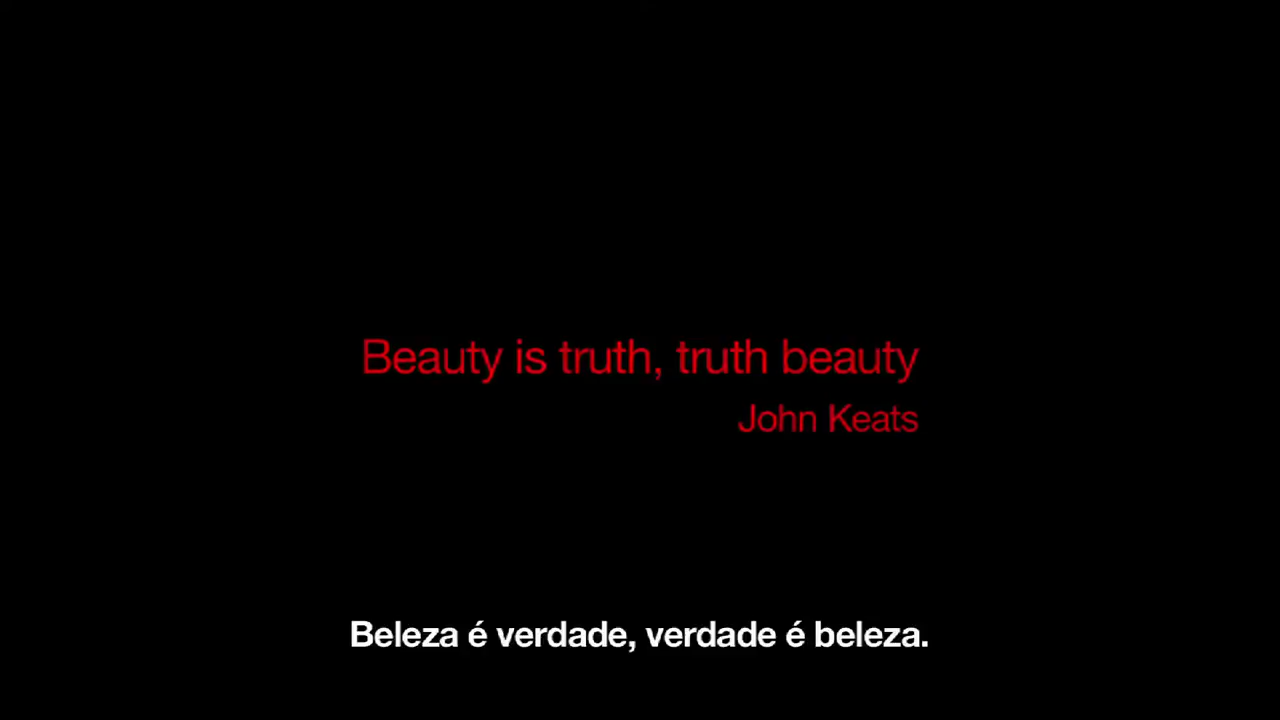 Beauty is truth, truth beauty
John Keats
Beleza é verdade, verdade é beleza.